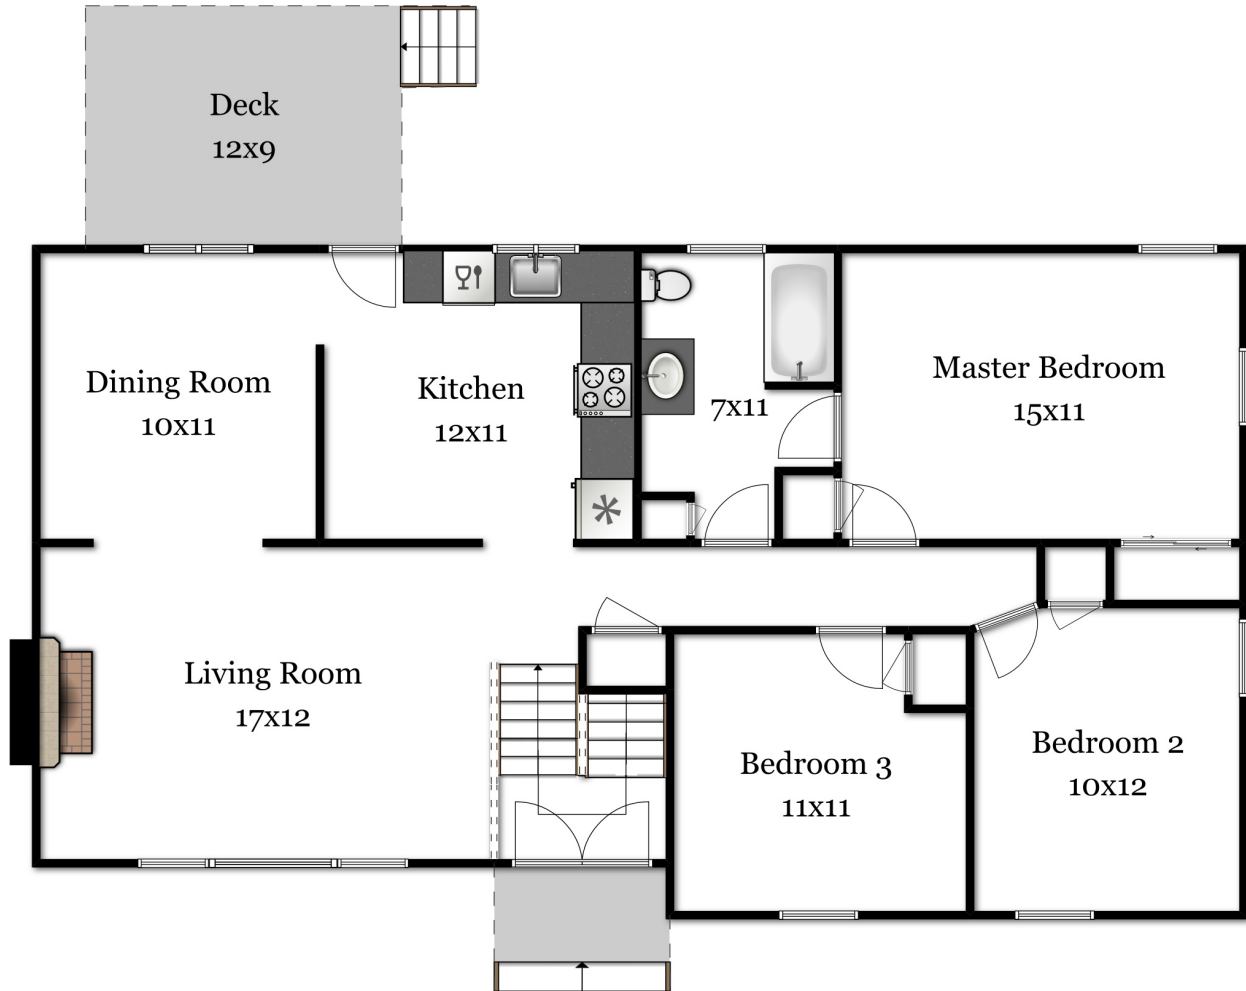 Deck
12x9
Dining Room
10x11
Kitchen
12x11
7x11
Master Bedroom
15x11
Living Room
17x12
Bedroom 3
11x11
Bedroom 2
10x12